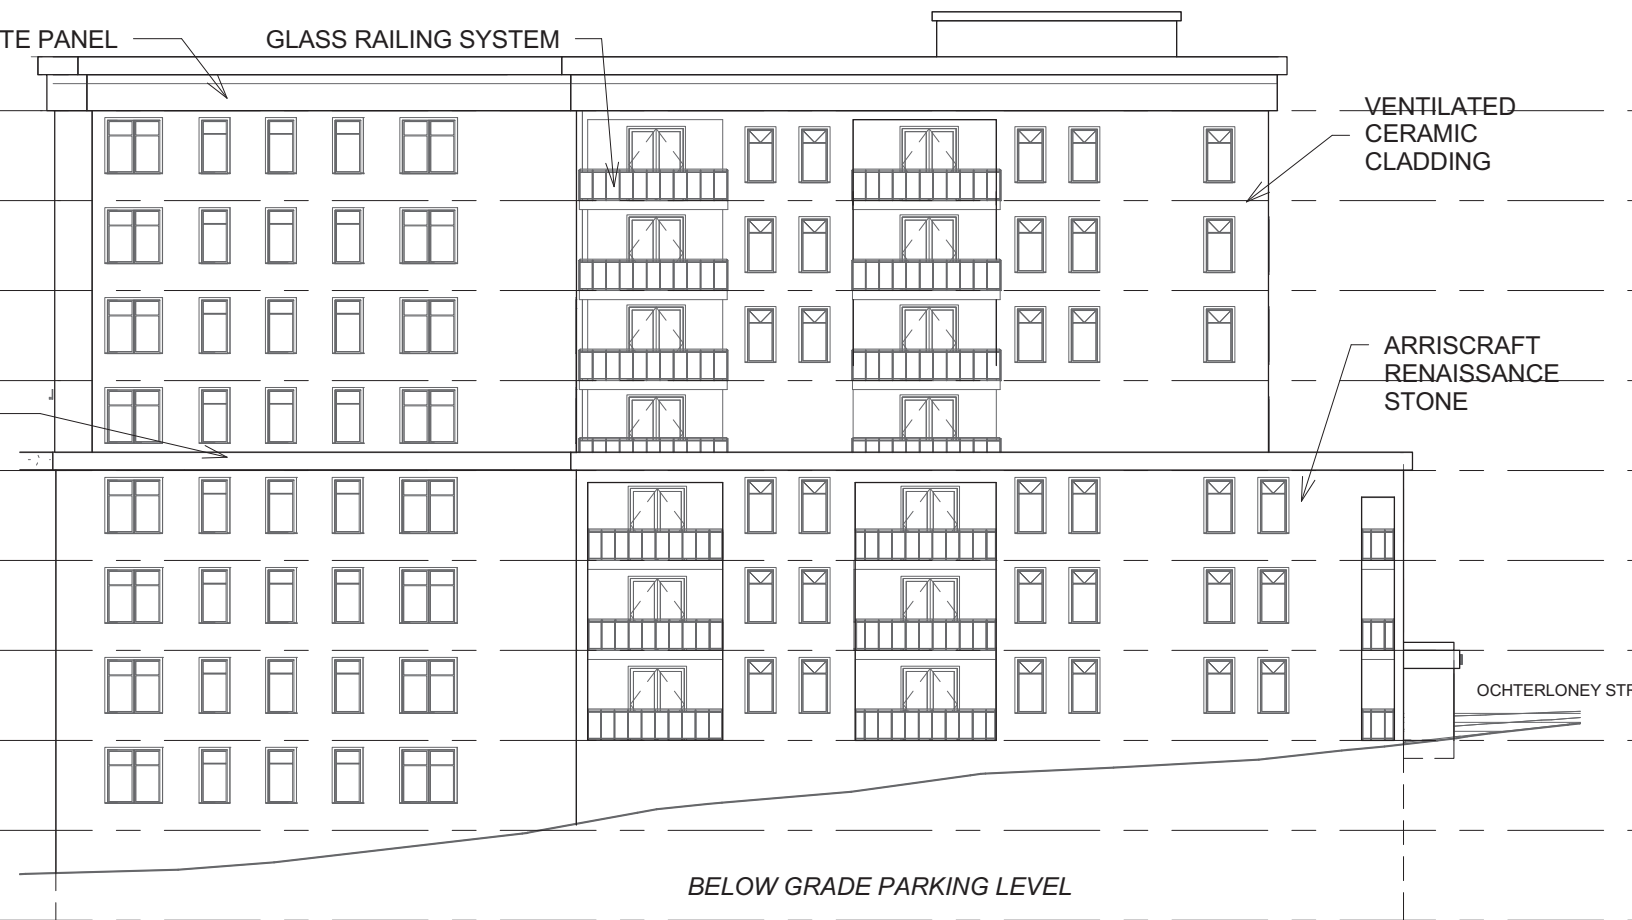 TE PANEL
GLASS RAILING SYSTEM
VENTILATED
CERAMIC
CLADDING
ARRISCRAFT
RENAISSANCE
STONE
OCHTERLONEY STR
BELOW GRADE PARKING LEVEL